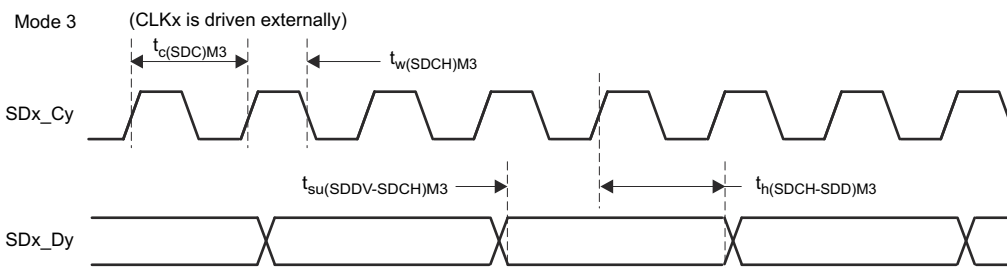 Mode 3 (CLKx is driven externally)
tc(SDC)M3
tw(SDCH)M3
SDx_Cy
tsu(SDDV-SDCH)M3
th(SDCH-SDD)M3
SDx_Dy